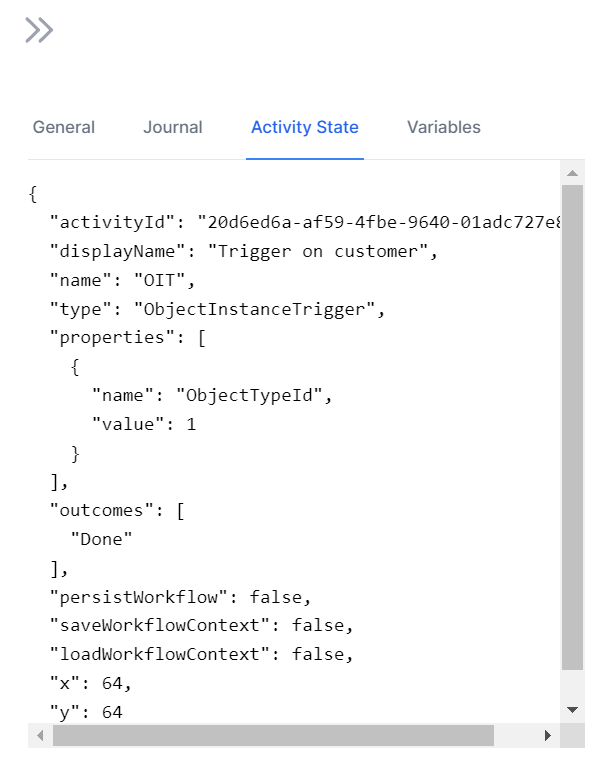 General Journal Activity State Variables
{
"activityId": "20d6ed6a-af59-4fbe-9640-01adc727e
"displayName": "Trigger on customer",
"name": "OIT",
"type": "ObjectInstanceTrigger",
"properties": [
{
"name": "ObjectTypeId",
"value": 1
}
],
"outcomes": [
"Done"
],
"persistWorkflow": false,
"saveWorkflowContext": false,
"loadWorkflowContext": false,
"x": 64,
"y": 64